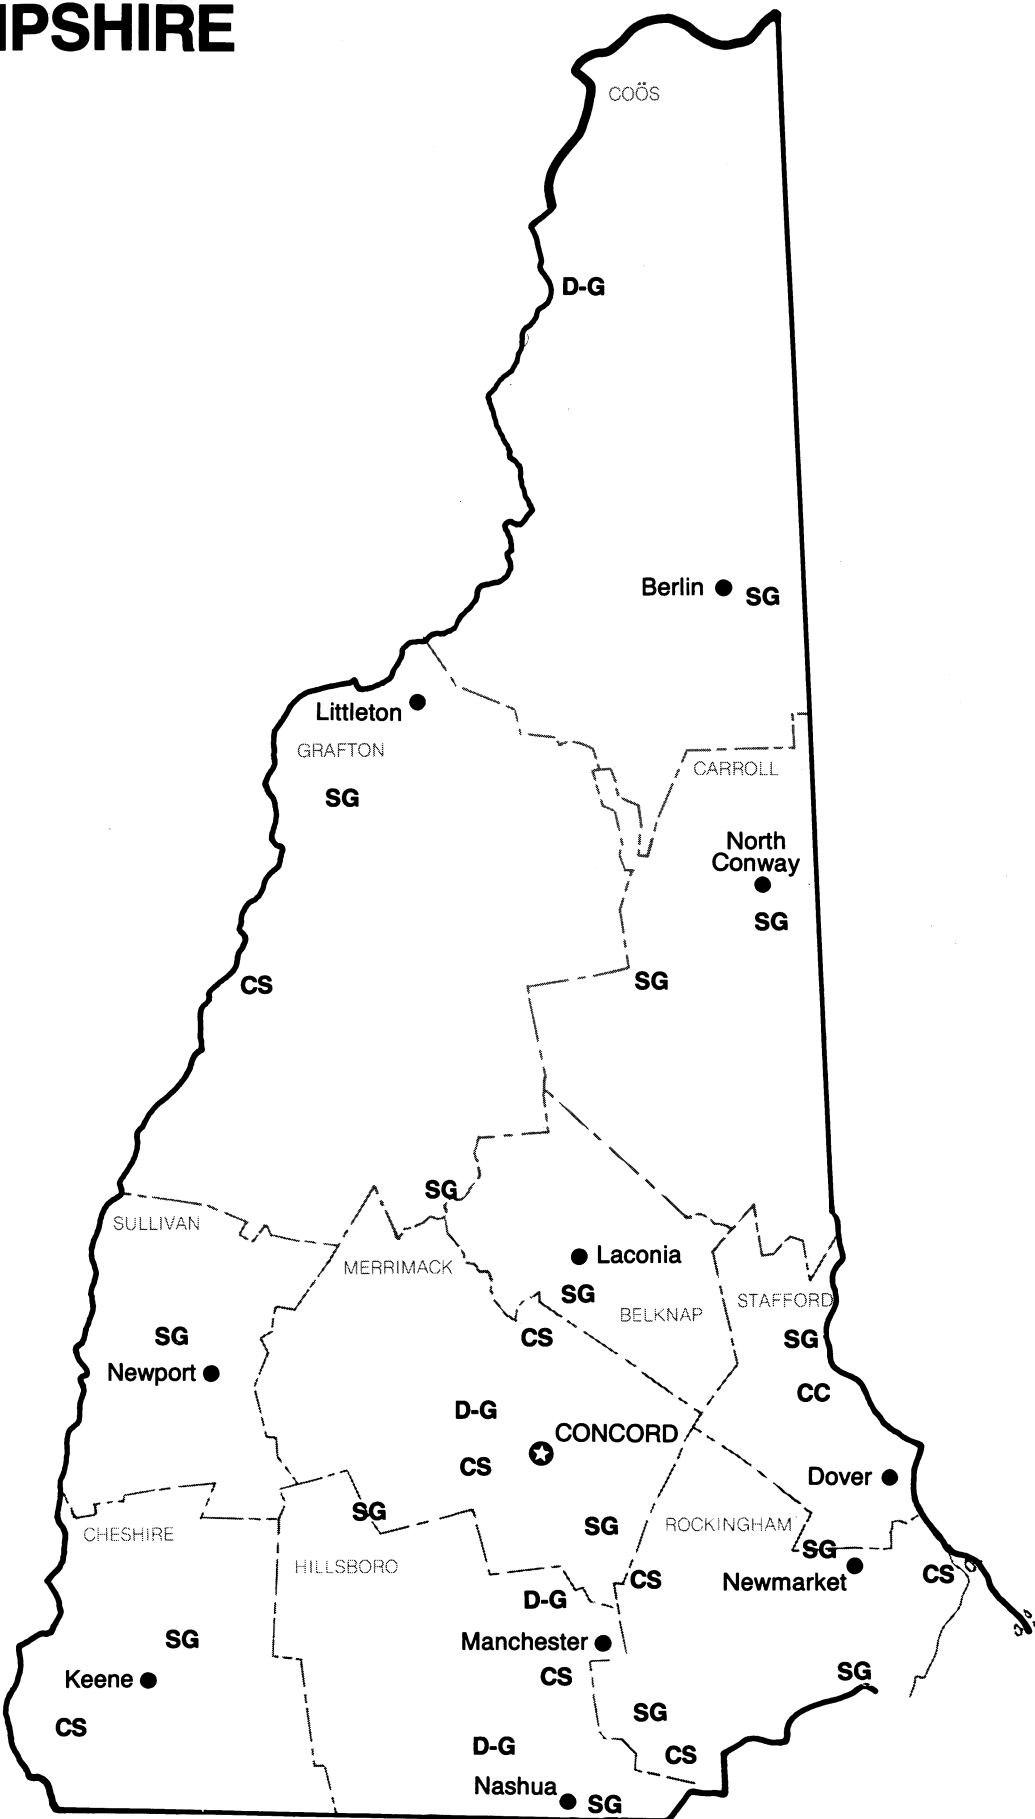 MPSHIRE
COÖS
D-G
Berlin
SG
Littleton
GRAFTON
SG
CARROLL
North
Conway
SG
CS
SG
SG
SULLIVAN
MERRIMACK
Laconia
SG
BELKNAP
STAFFORD
SG
CS
SG
Newport
CC
D-G
CONCORD
CS
Dover
SG
SG
ROCKINGHAM
SG
CHESHIRE
HILLSBORO
Newmarket
CS
CS
D-G
SG
Manchester
Keene
CS
SG
CS
SG
D-G
CS
Nashua
SG